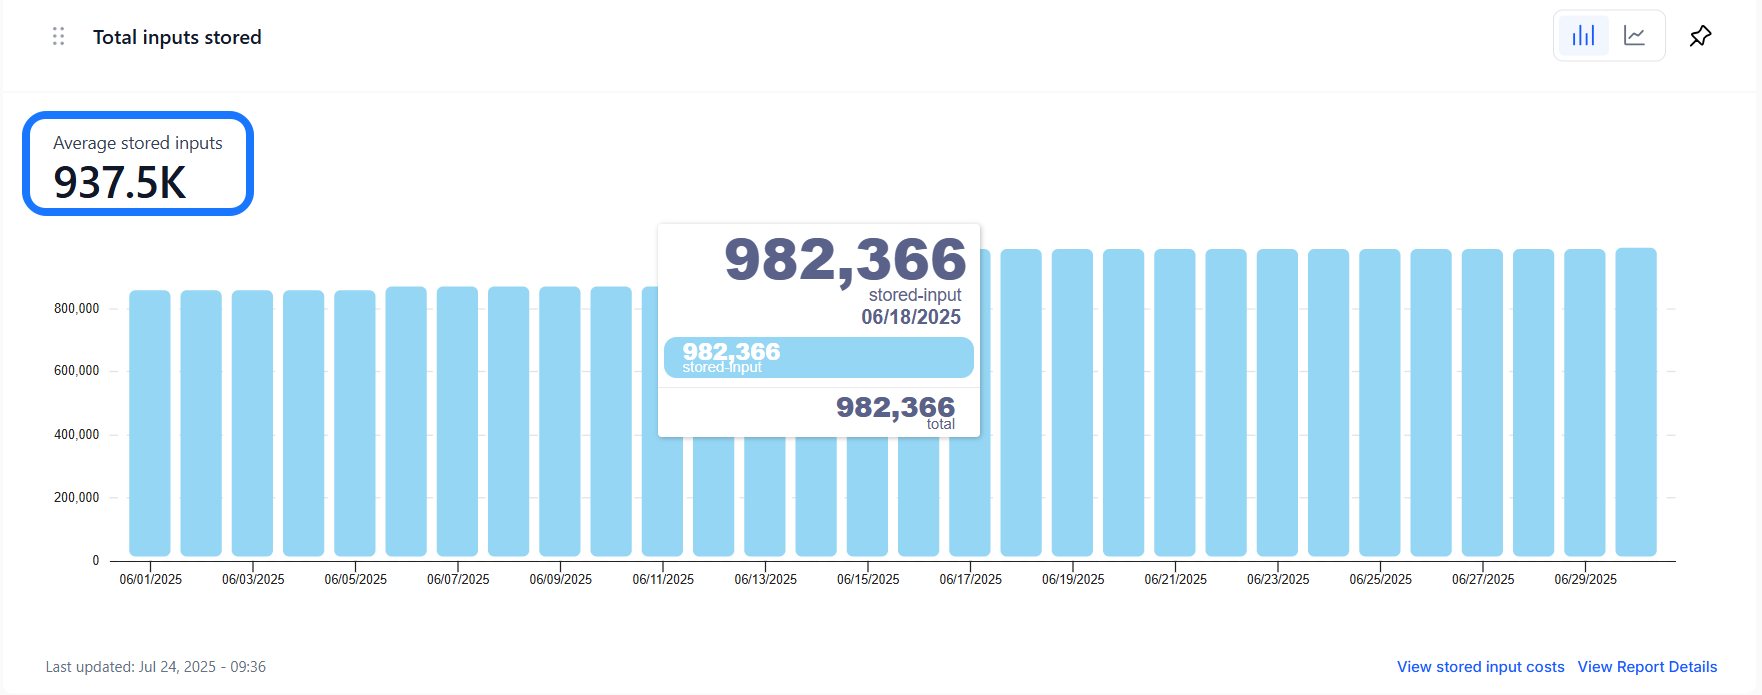 Total inputs stored
Average stored inputs
937.5K
982,366
stored-input
06/18/2025
982,366
stored-input
982,366
total
800,000
600,000
400,000
200,000
0
06/01/2025 06/03/2025 06/05/2025 06/07/2025 06/09/2025 06/11/2025 06/13/2025 06/15/2025 06/17/2025 06/19/2025 06/21/2025 06/23/2025 06/25/2025 06/27/2025 06/29/2025
Last updated: Jul 24, 2025 - 09:36
View stored input costs View Report Details